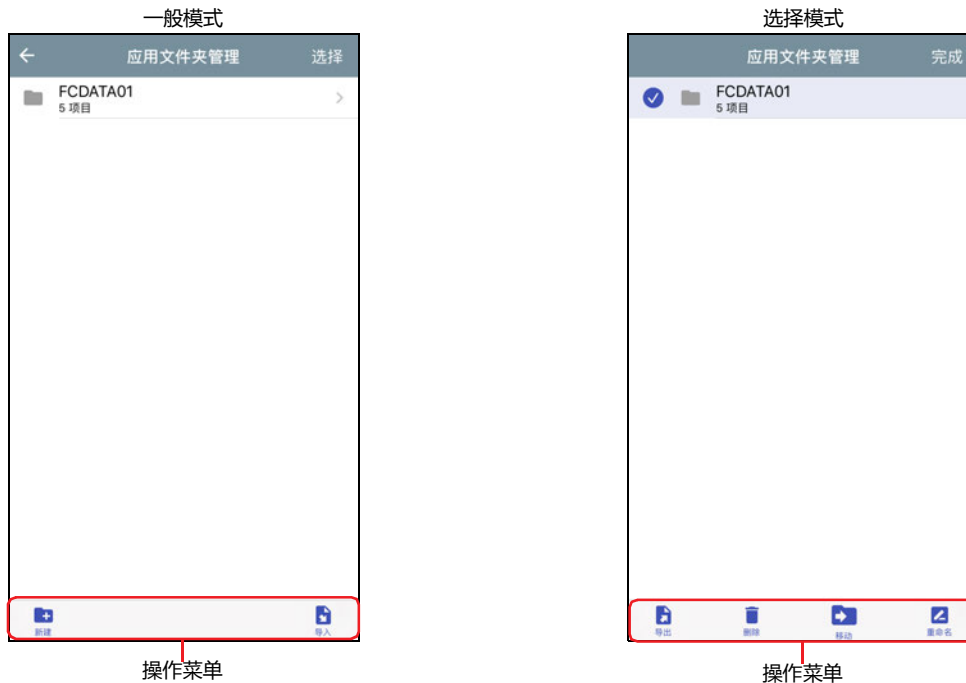 一般模式
应用文件夹管理 选择
FCDATA01
5 项目
新建 导入
操作菜单
选择模式
应用文件夹管理 完成
FCDATA01
5 项目
导出 删除 移动 重命名
操作菜单